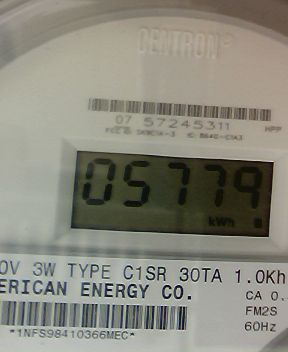 CENTRON®
07 57245311
HPP
05779
kWh
0V 3W TYPE C1SR 30TA 1.0Kh
ERICAN ENERGY CO.
CA 0.
FM2S
60Hz
*1NFS98410366MEC*